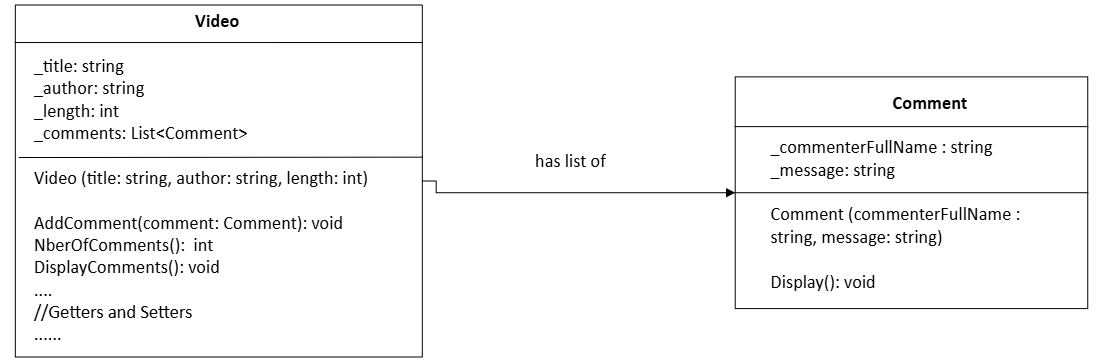 Video
_title: string
_author: string
_length: int
_comments: List<Comment>
Video (title: string, author: string, length: int)
AddComment(comment: Comment): void
NberOfComments():  int
DisplayComments(): void
....
//Getters and Setters
......
has list of
Comment
_commenterFullName : string
_message: string
Comment (commenterFullName :
string, message: string)
Display(): void